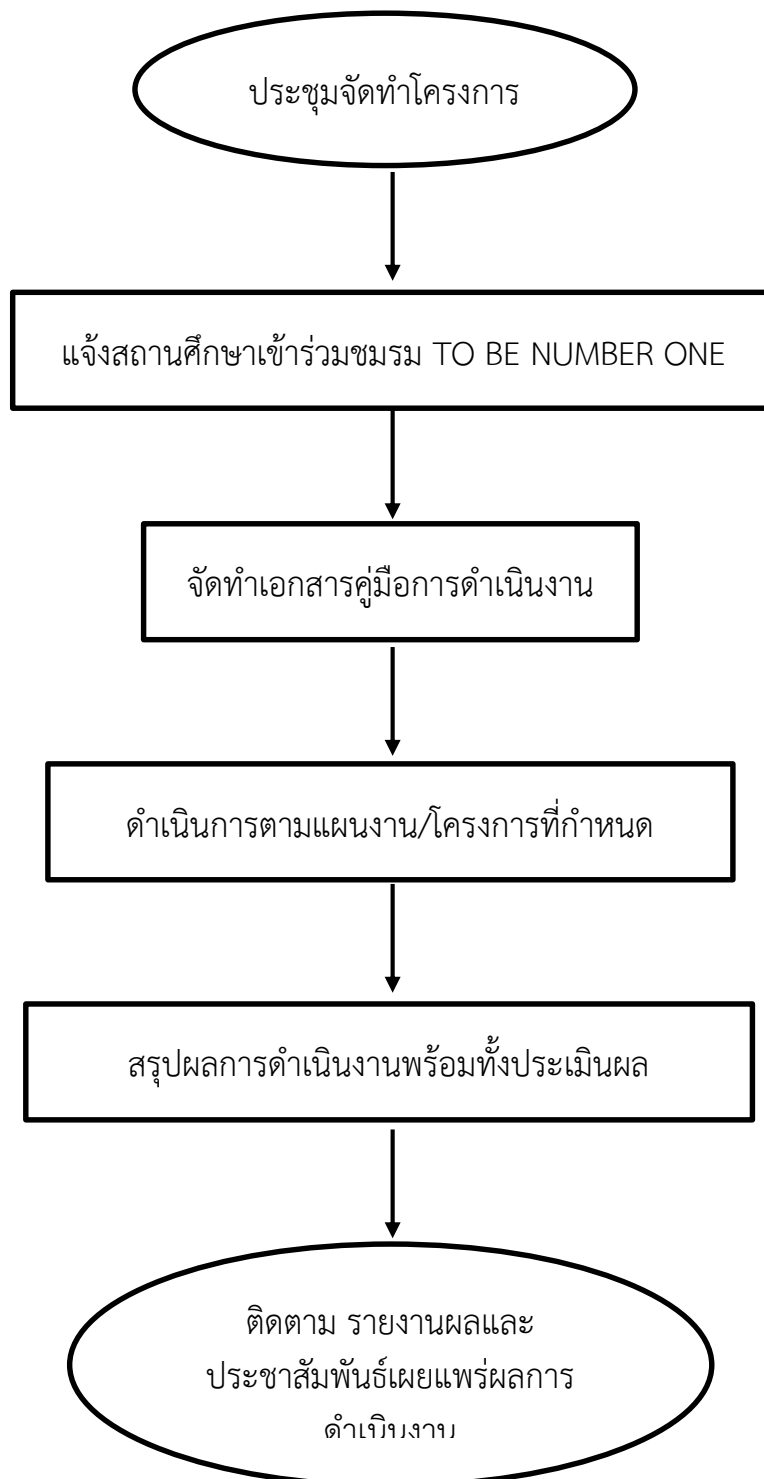 ประชุมจัดทำโครงการ
แจ้งสถานศึกษาเข้าร่วมชมรม TO BE NUMBER ONE
จัดทำเอกสารคู่มือการดำเนินงาน
ดำเนินการตามแผนงาน/โครงการที่กำหนด
สรุปผลการดำเนินงานพร้อมทั้งประเมินผล
ติดตาม รายงานผลและ
ประชาสัมพันธ์เผยแพร่ผลการ
ดำเนินงาน